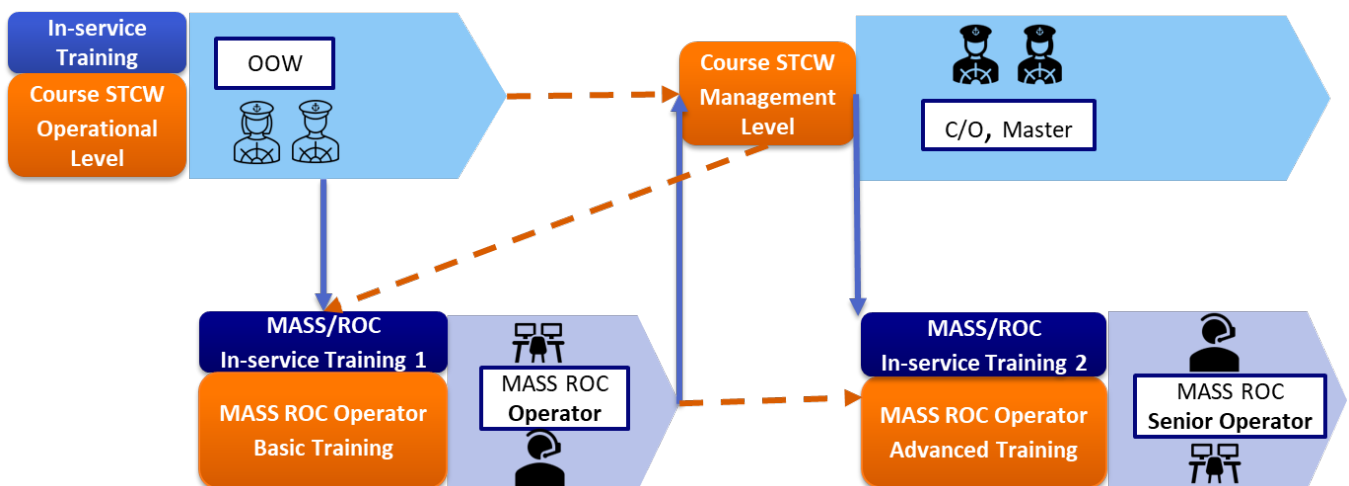 In-service
Training
Course STCW
Operational
Level
OOW
Course STCW
Management
Level
C/O, Master
MASS/ROC
In-service Training 1
MASS ROC Operator
Basic Training
MASS ROC
Operator
MASS/ROC
In-service Training 2
MASS ROC Operator
Advanced Training
MASS ROC
Senior Operator